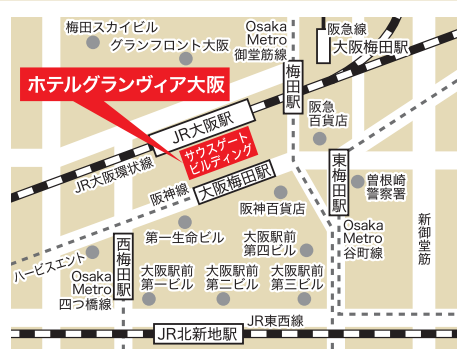 梅田スカイビル
グランフロント大阪
Osaka
Metro
御堂筋線
阪急線
大阪梅田駅
ホテルグランヴィア大阪
梅田駅
阪急
百貨店
JR大阪駅
サウスゲート
ビルディング
JR大阪環状線
阪神線
大阪梅田駅
東梅田駅
曽根崎
警察署
阪神百貨店
第一生命ビル
大阪駅前
第四ビル
Osaka
Metro
谷町線
新御堂筋
ハービスエント
西梅田駅
Osaka
Metro
四つ橋線
大阪駅前
第一ビル
大阪駅前
第二ビル
大阪駅前
第三ビル
JR東西線
JR北新地駅